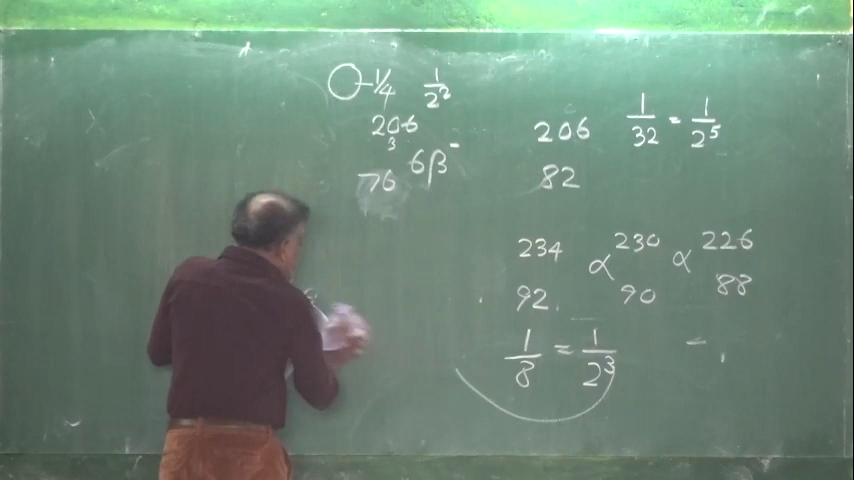 1/4 1/2²
206
3
76 6β⁻
206 1/32 = 1/2⁵
82
234 α 230 α 226
92 90 88
1/8 = 1/2³